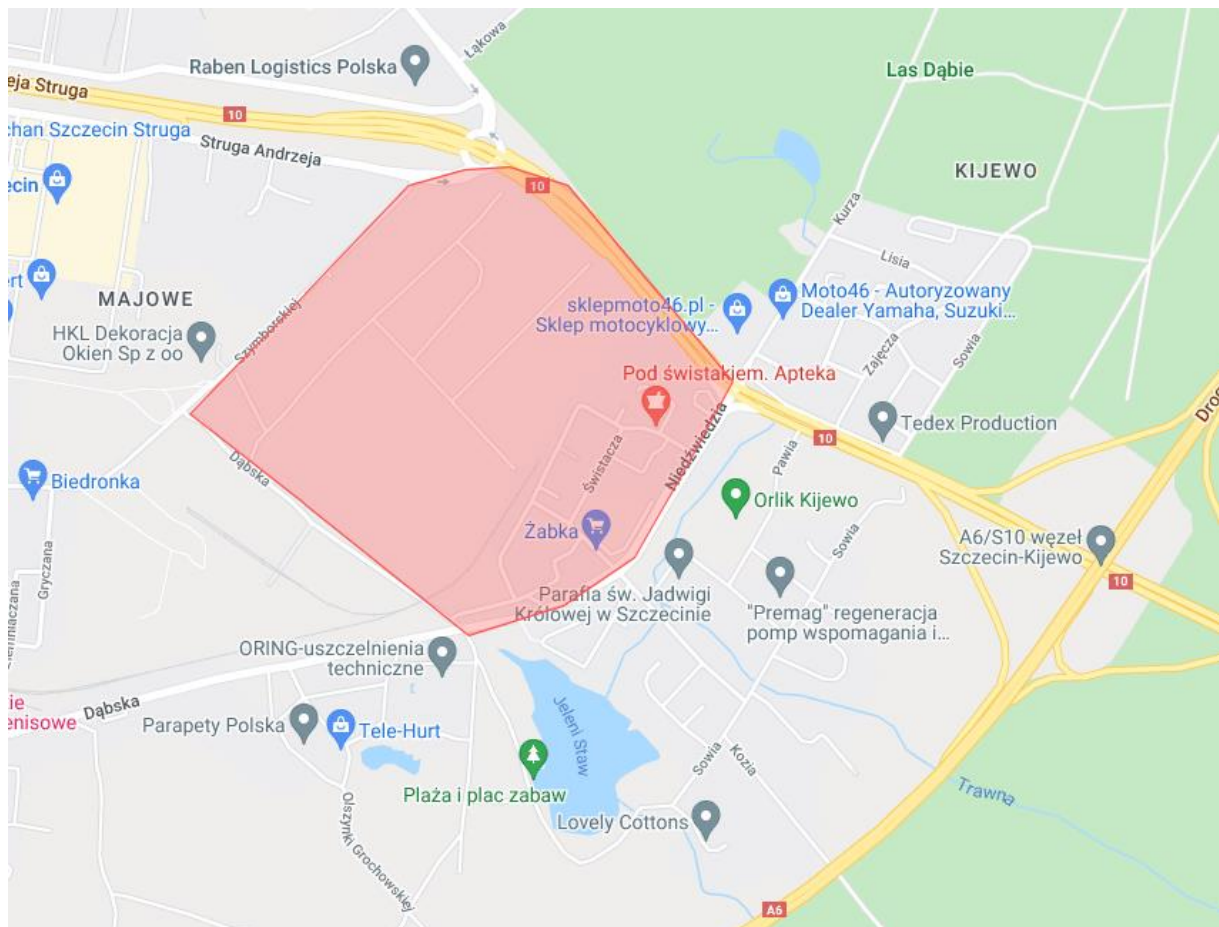 Raben Logistics Polska
Łąkowa
Las Dąbie
eja Struga
10
chan Szczecin Struga
Struga Andrzeja
KIJEWO
ecin
10
Kurza
Lisia
rt
MAJOWE
sklepmoto46.pl -
Sklep motocyklowy...
Moto46 - Autoryzowany
Dealer Yamaha, Suzuki...
HKL Dekoracja
Okien Sp z oo
Szymborskiej
Zajęcza
Sowia
Pod świstakiem. Apteka
Drog
Niedźwiedzia
Tedex Production
10
Pawia
Świstacza
Dąbska
Biedronka
Orlik Kijewo
Żabka
Sowia
A6/S10 węzeł
Szczecin-Kijewo
10
Gryczana
Parafia św. Jadwigi
Królowej w Szczecinie
"Premag" regeneracja
pomp wspomagania i...
ORING-uszczelnienia
techniczne
ie
enisowe
Dąbska
Parapety Polska
Tele-Hurt
Jeleni Staw
Sowia
Kozia
Plaża i plac zabaw
Trawna
Olszynki Grochowskiej
Lovely Cottons
A6